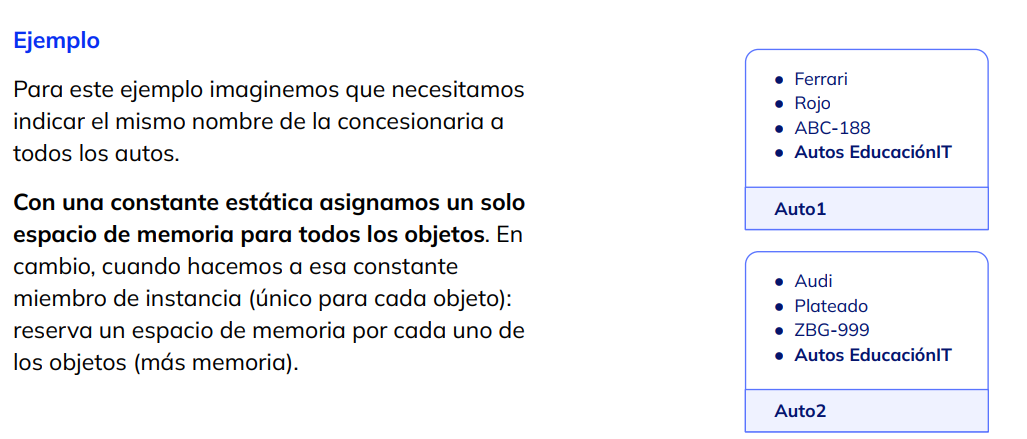 Ejemplo
Para este ejemplo imaginemos que necesitamos
indicar el mismo nombre de la concesionaria a
todos los autos.
Con una constante estática asignamos un solo
espacio de memoria para todos los objetos. En
cambio, cuando hacemos a esa constante
miembro de instancia (único para cada objeto):
reserva un espacio de memoria por cada uno de
los objetos (más memoria).
● Ferrari
● Rojo
● ABC-188
● Autos EducaciónIT
Auto1
● Audi
● Plateado
● ZBG-999
● Autos EducaciónIT
Auto2